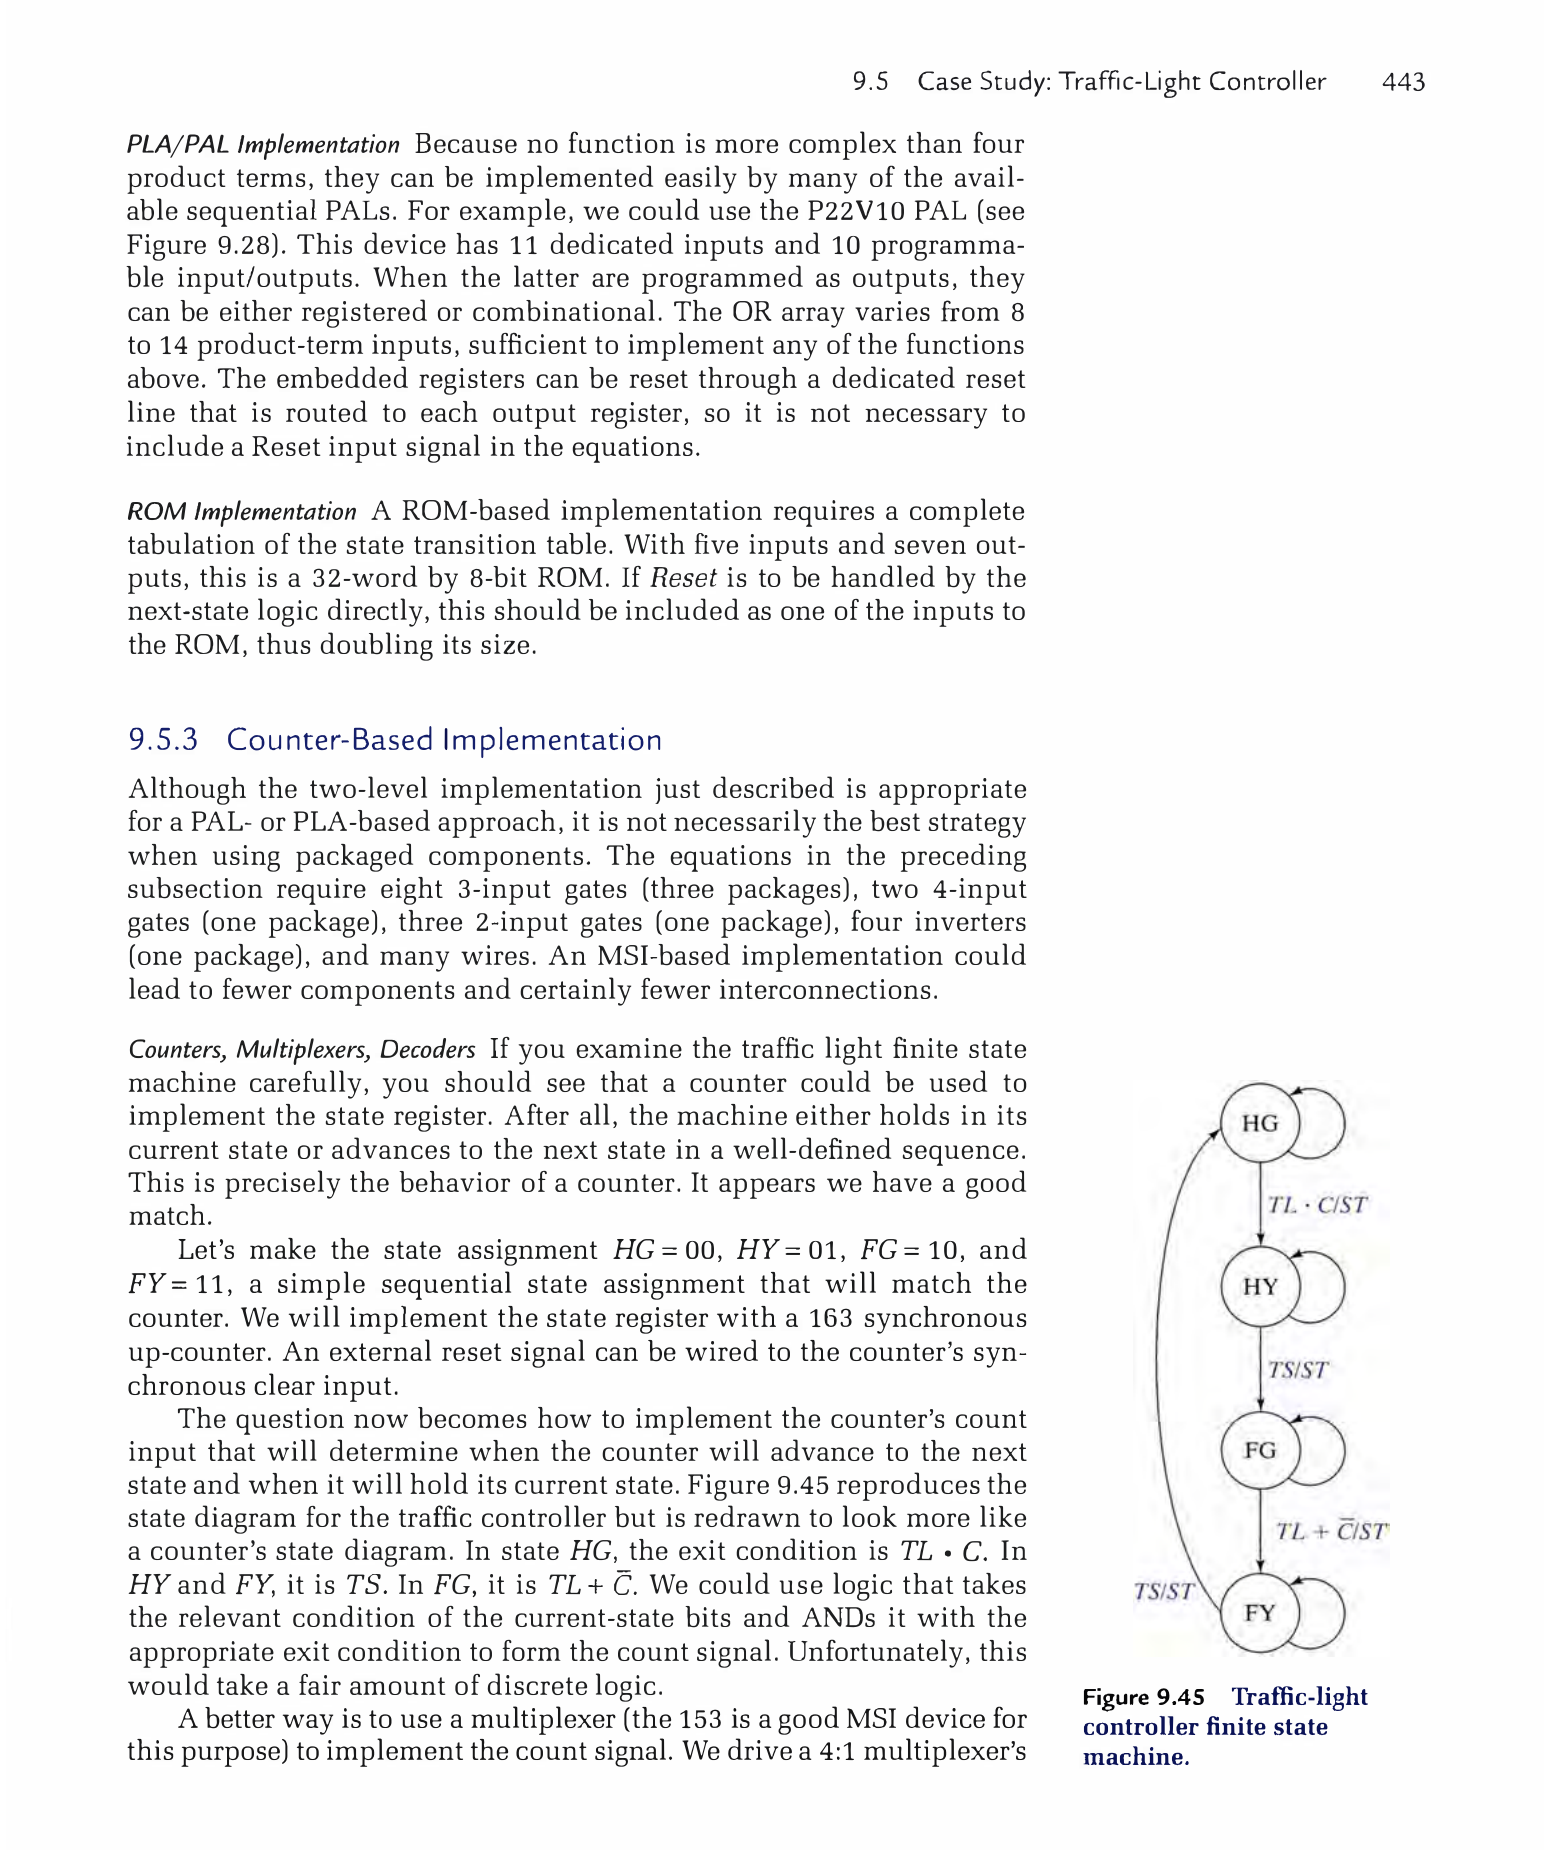 9.5 Case Study: Traffic-Light Controller 443
PLA/PAL Implementation Because no function is more complex than four
product terms, they can be implemented easily by many of the avail-
able sequential PALs. For example, we could use the P22V10 PAL (see
Figure 9.28). This device has 11 dedicated inputs and 10 programma-
ble input/outputs. When the latter are programmed as outputs, they
can be either registered or combinational. The OR array varies from 8
to 14 product-term inputs, sufficient to implement any of the functions
above. The embedded registers can be reset through a dedicated reset
line that is routed to each output register, so it is not necessary to
include a Reset input signal in the equations.
ROM Implementation A ROM-based implementation requires a complete
tabulation of the state transition table. With five inputs and seven out-
puts, this is a 32-word by 8-bit ROM. If Reset is to be handled by the
next-state logic directly, this should be included as one of the inputs to
the ROM, thus doubling its size.
9.5.3 Counter-Based Implementation
Although the two-level implementation just described is appropriate
for a PAL- or PLA-based approach, it is not necessarily the best strategy
when using packaged components. The equations in the preceding
subsection require eight 3-input gates (three packages), two 4-input
gates (one package), three 2-input gates (one package), four inverters
(one package), and many wires. An MSI-based implementation could
lead to fewer components and certainly fewer interconnections.
Counters, Multiplexers, Decoders If you examine the traffic light finite state
machine carefully, you should see that a counter could be used to
implement the state register. After all, the machine either holds in its
current state or advances to the next state in a well-defined sequence.
This is precisely the behavior of a counter. It appears we have a good
match.
Let's make the state assignment HG = 00, HY = 01, FG = 10, and
FY = 11, a simple sequential state assignment that will match the
counter. We will implement the state register with a 163 synchronous
up-counter. An external reset signal can be wired to the counter's syn-
chronous clear input.
The question now becomes how to implement the counter's count
input that will determine when the counter will advance to the next
state and when it will hold its current state. Figure 9.45 reproduces the
state diagram for the traffic controller but is redrawn to look more like
a counter's state diagram. In state HG, the exit condition is TL • C. In
HY and FY, it is TS. In FG, it is TL + C̅. We could use logic that takes
the relevant condition of the current-state bits and ANDs it with the
appropriate exit condition to form the count signal. Unfortunately, this
would take a fair amount of discrete logic.
A better way is to use a multiplexer (the 153 is a good MSI device for
this purpose) to implement the count signal. We drive a 4:1 multiplexer's
HG
TL · C/ST
HY
TS/ST
FG
TL + C̅/ST
TS/ST
FY
Figure 9.45 Traffic-light
controller finite state
machine.